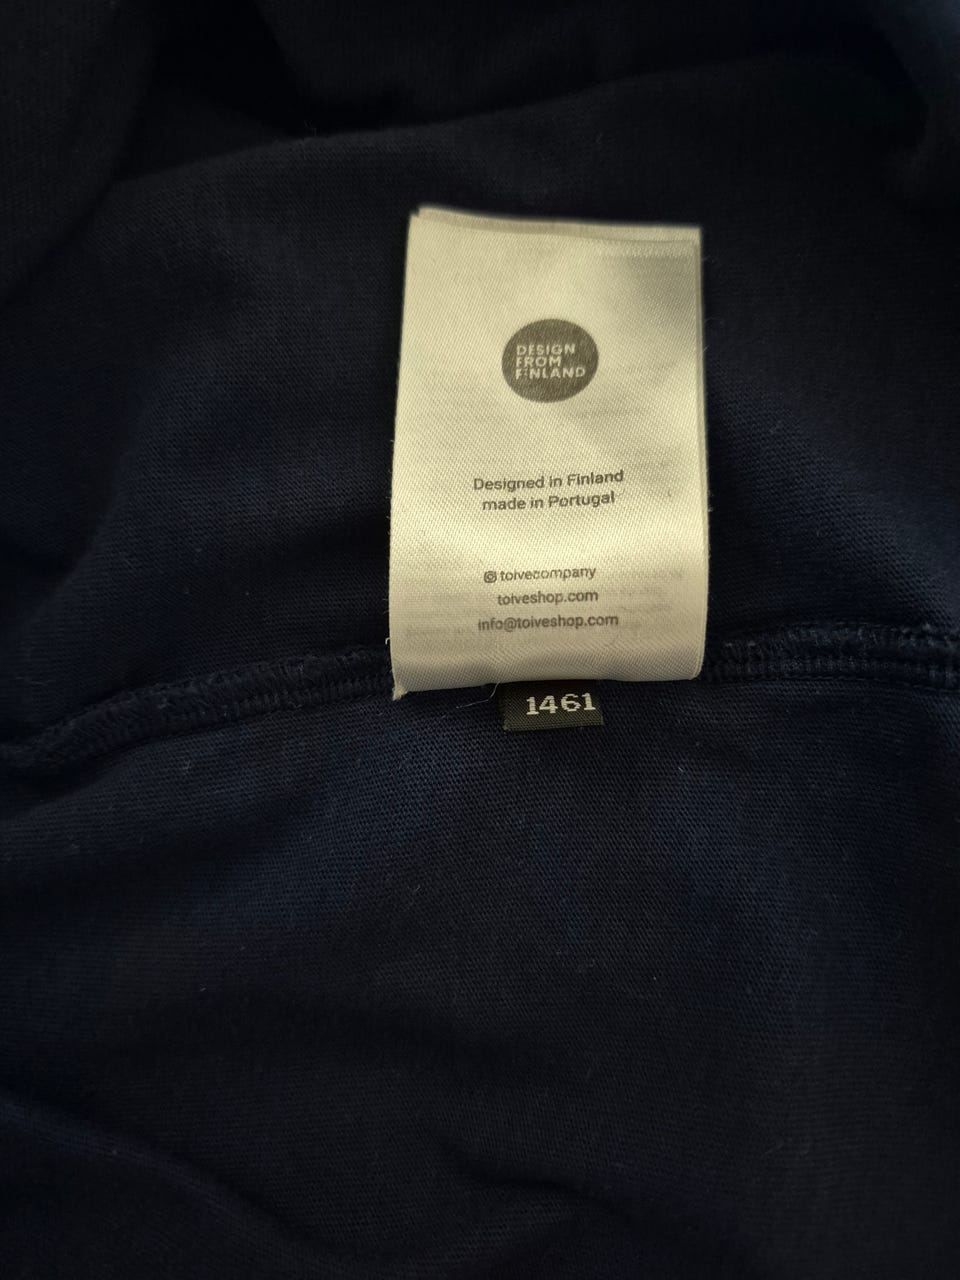 DESIGN
FROM
FINLAND
Designed in Finland
made in Portugal
toivecompany
toiveshop.com
info@toiveshop.com
1461